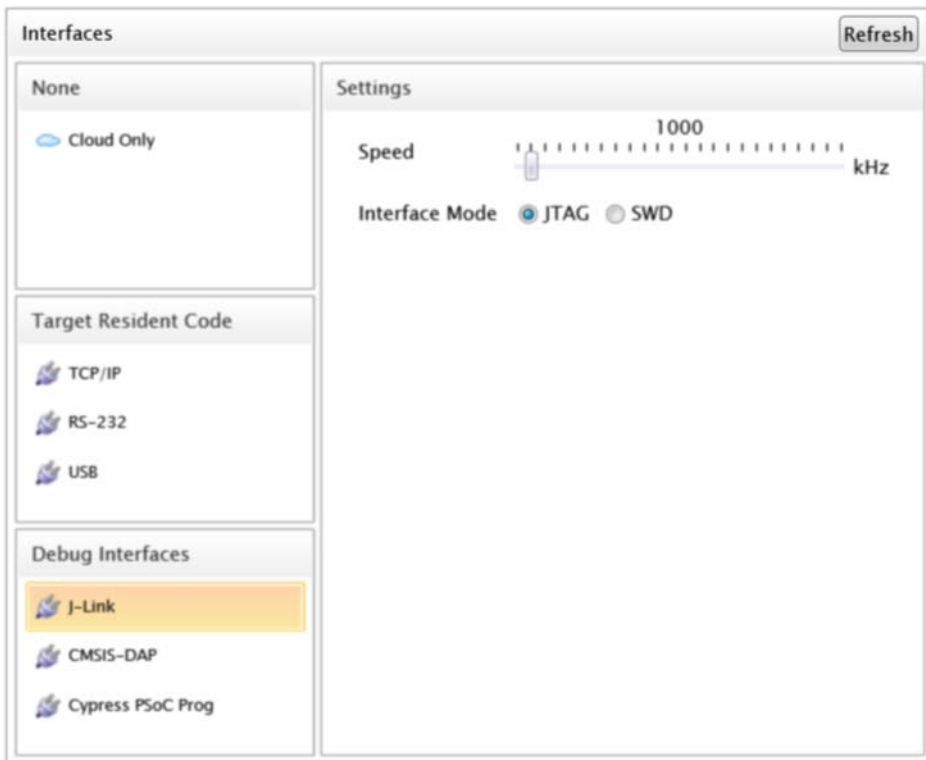 Interfaces
Refresh
None
Cloud Only
Target Resident Code
TCP/IP
RS-232
USB
Debug Interfaces
J-Link
CMSIS-DAP
Cypress PSoC Prog
Settings
1000
Speed
kHz
Interface Mode JTAG SWD